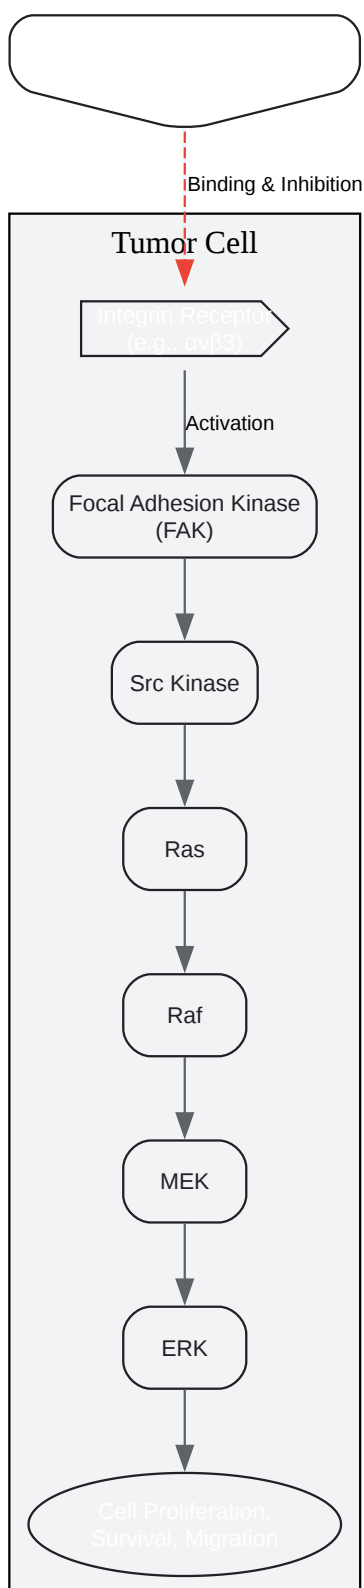 Binding & Inhibition
Tumor Cell
Integrin Receptor
(e.g., αvβ3)
Activation
Focal Adhesion Kinase
(FAK)
Src Kinase
Ras
Raf
MEK
ERK
Cell Proliferation,
Survival, Migration